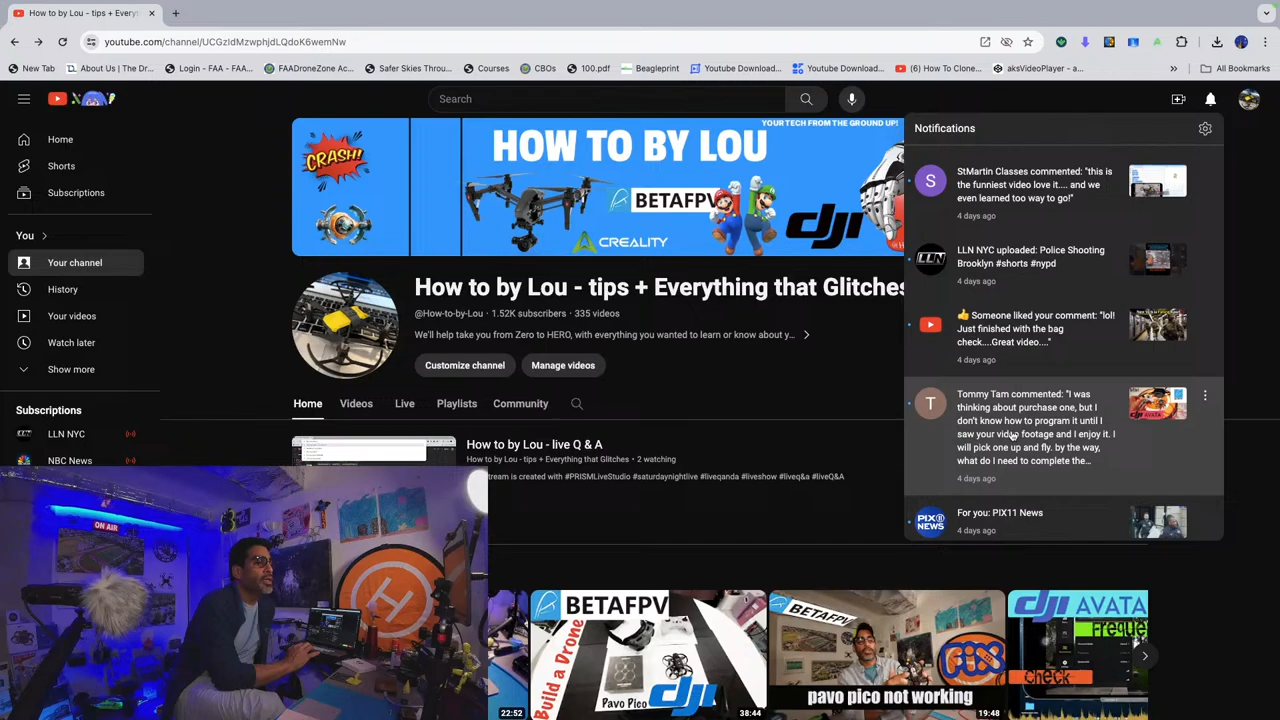 How to by Lou - tips + Every
youtube.com/channel/UCGzIdMzwphjdLQdoK6wemNw
New Tab
About Us | The Dr...
Login - FAA - FAA...
FAADroneZone Ac...
Safer Skies Throu...
Courses
CBOs
100.pdf
Beagleprint
Youtube Download...
Youtube Download...
(6) How To Clone...
aksVideoPlayer - a...
»
All Bookmarks
Search
Home
Shorts
Subscriptions
You
Your channel
History
Your videos
Watch later
Show more
Subscriptions
LLN NYC
NBC News
YOUR TECH FROM THE GROUND UP!
CRASH!
HOW TO BY LOU
BETAFPV
CREALITY
dji
How to by Lou - tips + Everything that Glitches
@How-to-by-Lou · 1.52K subscribers · 335 videos
We'll help take you from Zero to HERO, with everything you wanted to learn or know about y...
Customize channel
Manage videos
Home
Videos
Live
Playlists
Community
How to by Lou - live Q & A
How to by Lou - tips + Everything that Glitches • 2 watching
tream is created with #PRISMLiveStudio #saturdaynightlive #liveqanda #liveshow #liveq&a #liveQ&A
Notifications
S
StMartin Classes commented: "this is
the funniest video love it.... and we
even learned too way to go!"
4 days ago
LLN
LLN NYC uploaded: Police Shooting
Brooklyn #shorts #nypd
4 days ago
👍 Someone liked your comment: "lol!
Just finished with the bag
check....Great video...."
4 days ago
T
Tommy Tam commented: "I was
thinking about purchase one, but I
don't know how to program it until I
saw your video footage and I enjoy it. I
will pick one up and fly. by the way,
what do I need to complete the...
4 days ago
dji AVATA
PIX11
NEWS
For you: PIX11 News
4 days ago
ON AIR
H
22:52
BETAFPV
Build a Drone
Pavo Pico
dji
38:44
BETAFPV
FIX
pavo pico not working
19:48
dji AVATA
Freque
check